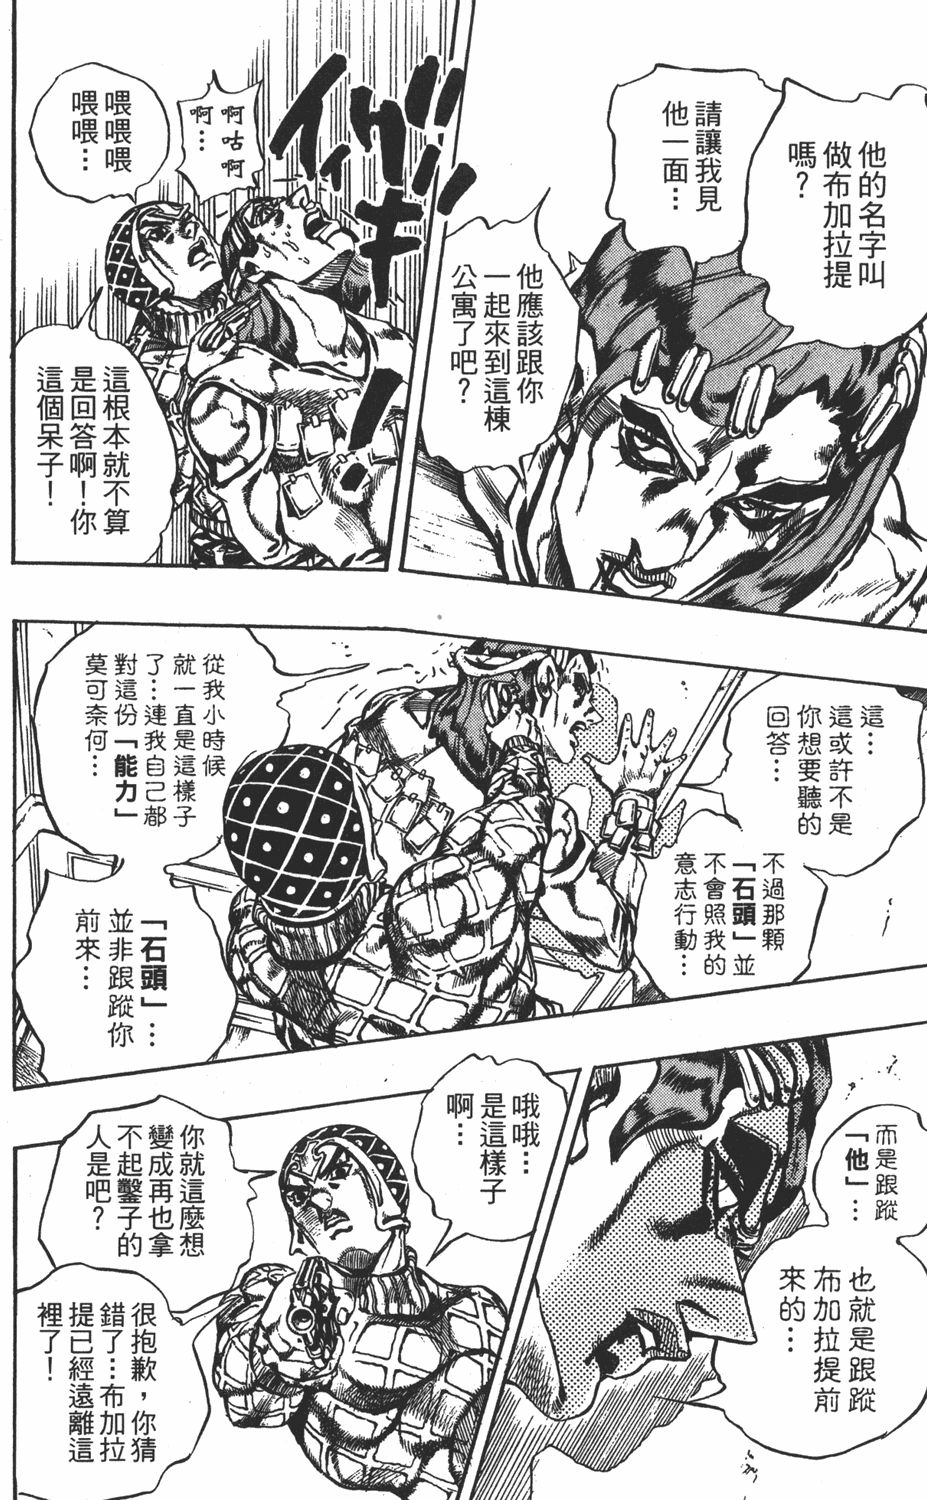 他的名字叫
做布加拉提
嗎？
請讓我見
他一面…
他應該跟你
一起來到這棟
公寓了吧？
啊咕啊
啊…
喂喂喂
喂喂…
イイグ
ギギ
！
這根本就不算
是回答啊！你
這個呆子！
這…
這或許不是
你想要聽的
回答…
不過那顆
「石頭」並
不會照我的
意志行動…
從我小時候
就一直是這樣子
了…連我自己都
對這份「能力」
莫可奈何…
「石頭」…
並非跟蹤你
前來…
而是跟蹤
「他」…
也就是跟蹤
布加拉提前
來的…
哦哦…
是這樣子
啊…
你就這麼想
變成再也拿
不起鑿子的
人是吧？
很抱歉，你猜
錯了…布加拉
提已經遠離這
裡了！